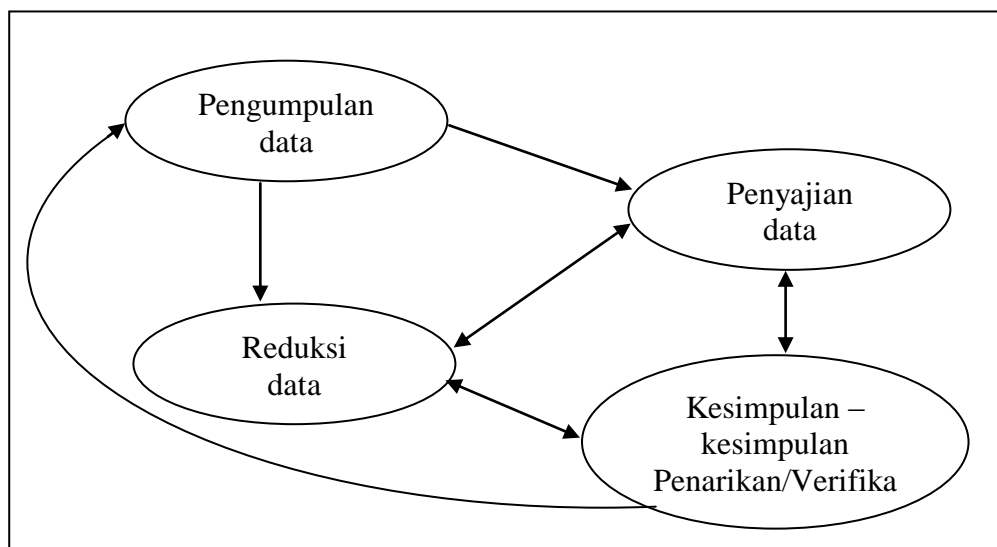 Pengumpulan
data
Penyajian
data
Reduksi
data
Kesimpulan –
kesimpulan
Penarikan/Verifika